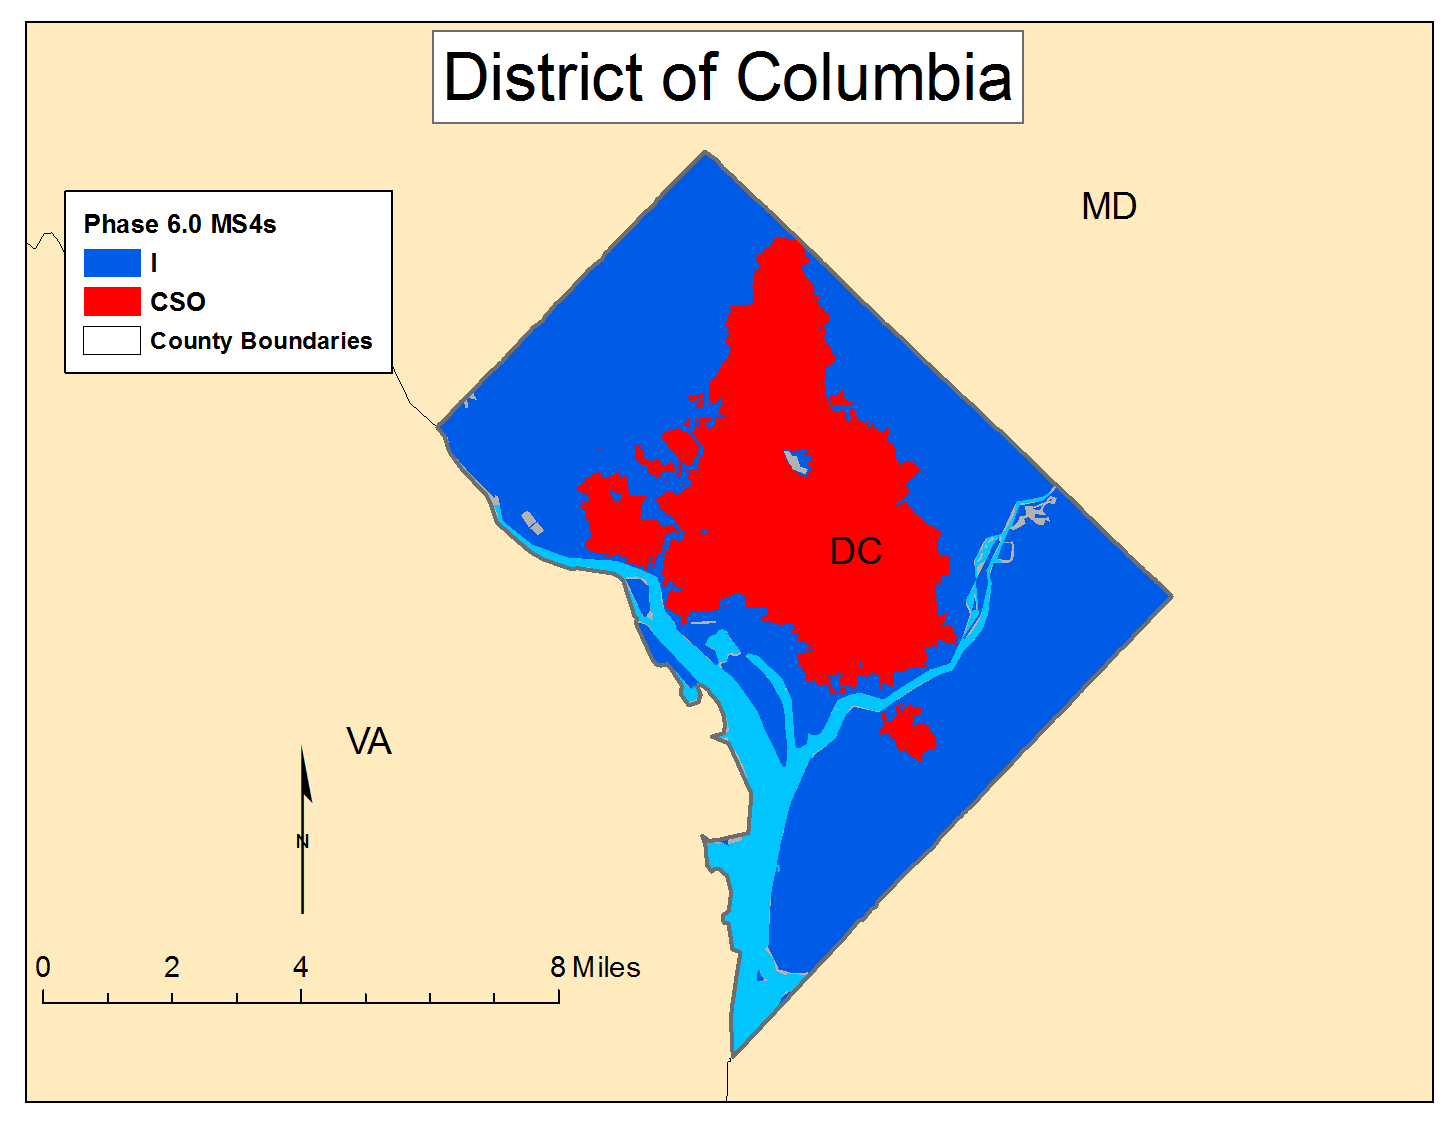 District of Columbia
MD
Phase 6.0 MS4s
I
CSO
County Boundaries
DC
VA
N
0 2 4 8 Miles